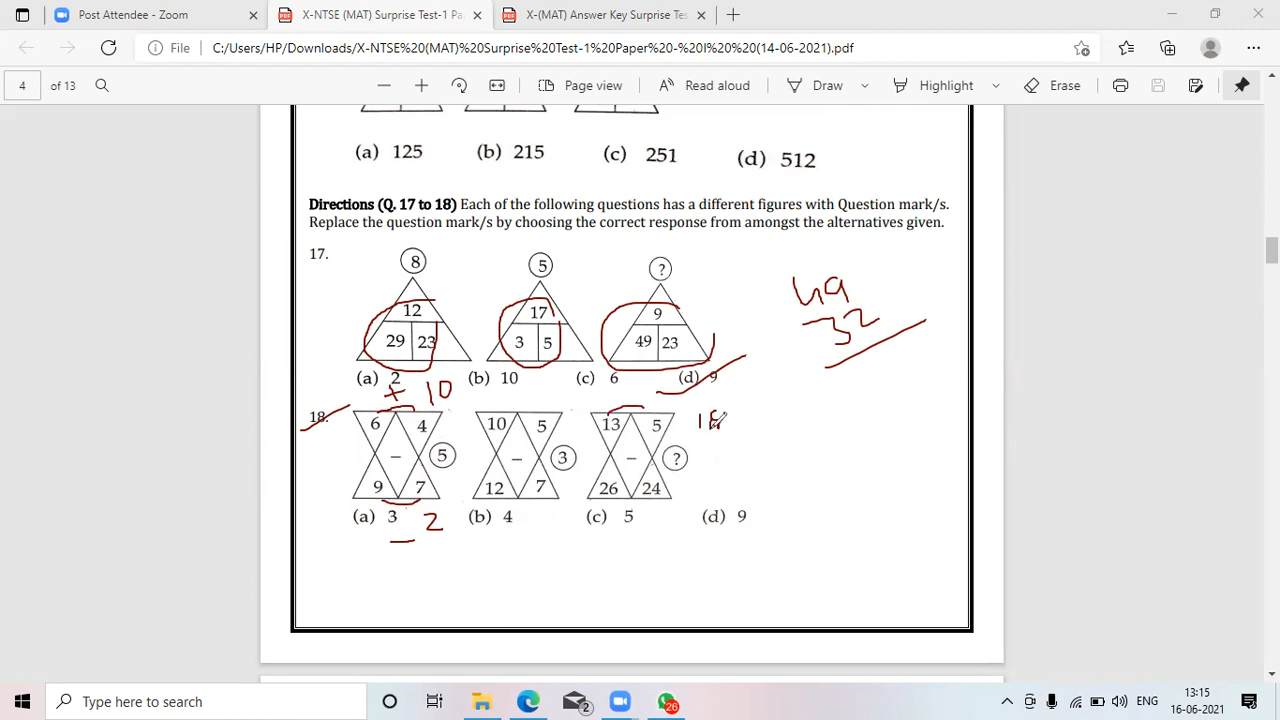 Post Attendee - Zoom
X-NTSE (MAT) Surprise Test-1 Pa
X-(MAT) Answer Key Surprise Tes
File
C:/Users/HP/Downloads/X-NTSE%20(MAT)%20Surprise%20Test-1%20Paper%20-%20I%20%20(14-06-2021).pdf
4 of 13
Page view
Read aloud
Draw
Highlight
Erase
(a) 125 (b) 215 (c) 251 (d) 512
Directions (Q. 17 to 18) Each of the following questions has a different figures with Question mark/s.
Replace the question mark/s by choosing the correct response from amongst the alternatives given.
17.
8 5 ?
12 17 9
29 23 3 5 49 23
49
32
(a) 2 (b) 10 (c) 6 (d) 9
+ 10
18.
6 4 10 5 13 5 18
– 5 – 3 – ?
9 7 12 7 26 24
(a) 3 (b) 4 (c) 5 (d) 9
– 2
Type here to search
2
26
ENG
13:15
16-06-2021